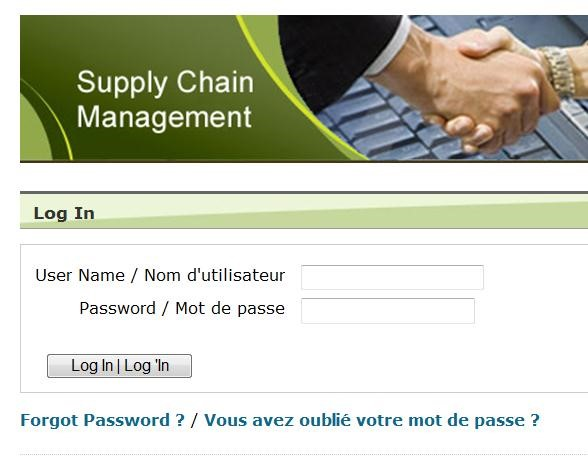 Supply Chain
Management
Log In
User Name / Nom d'utilisateur
Password / Mot de passe
Log In | Log 'In
Forgot Password ? / Vous avez oublié votre mot de passe ?